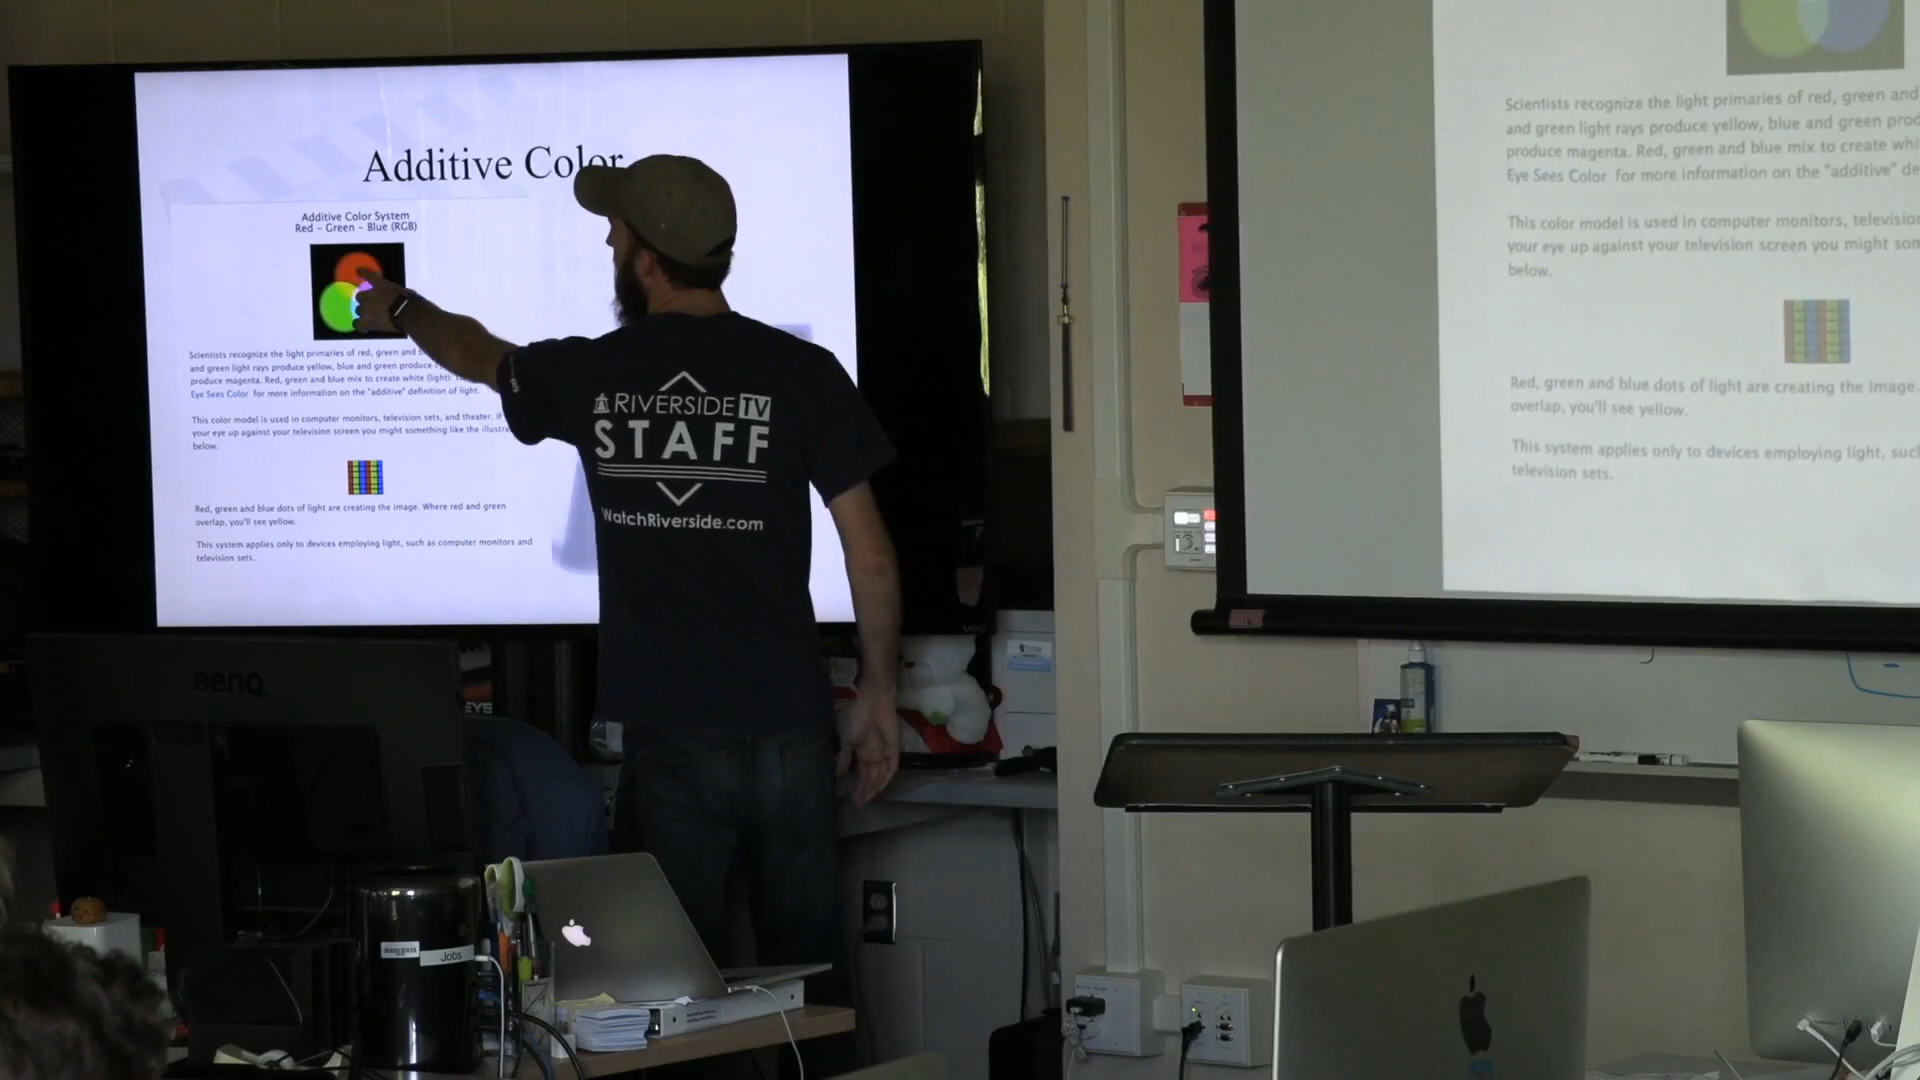 Additive Color
Additive Color System
Red - Green - Blue (RGB)
Scientists recognize the light primaries of red, green and
and green light rays produce yellow, blue and green produce
produce magenta. Red, green and blue mix to create white (light).
Eye Sees Color for more information on the "additive" definition of light.
This color model is used in computer monitors, television sets, and theater. If
your eye up against your television screen you might something like the
below.
Red, green and blue dots of light are creating the image. Where red and green
overlap, you'll see yellow.
This system applies only to devices employing light, such as computer monitors and
television sets.
RIVERSIDE TV
STAFF
WatchRiverside.com
Scientists recognize the light primaries of red, green and
and green light rays produce yellow, blue and green
produce magenta. Red, green and blue mix to create
Eye Sees Color for more information on the "additive"
This color model is used in computer monitors,
your eye up against your television screen you might
below.
Red, green and blue dots of light are creating the image.
overlap, you'll see yellow.
This system applies only to devices employing light,
television sets.
BenQ
Jobs